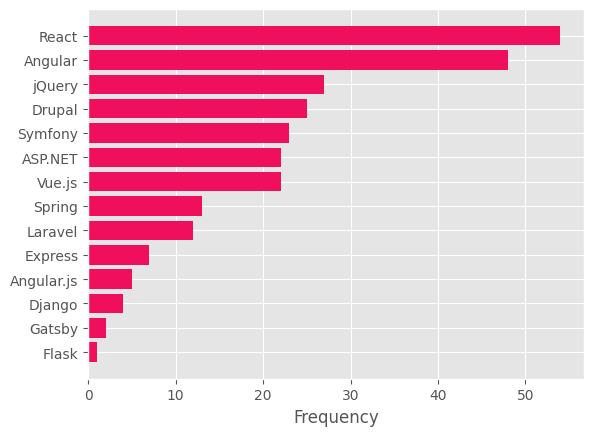 React
Angular
jQuery
Drupal
Symfony
ASP.NET
Vue.js
Spring
Laravel
Express
Angular.js
Django
Gatsby
Flask
0 10 20 30 40 50
Frequency